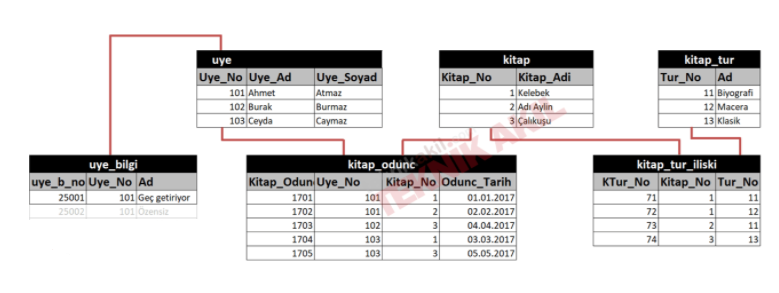 uye
Uye_No Uye_Ad Uye_Soyad
101 Ahmet Atmaz
102 Burak Burmaz
103 Ceyda Caymaz
kitap
Kitap_No Kitap_Adi
1 Kelebek
2 Adı Aylin
3 Çalıkuşu
kitap_tur
Tur_No Ad
11 Biyografi
12 Macera
13 Klasik
uye_bilgi
uye_b_no Uye_No Ad
25001 101 Geç getiriyor
25002 101 Özensiz
kitap_odunc
Kitap_Odun Uye_No Kitap_No Odunc_Tarih
1701 101 1 01.01.2017
1702 101 2 02.02.2017
1703 102 3 04.04.2017
1704 103 1 03.03.2017
1705 103 3 05.05.2017
kitap_tur_iliski
KTur_No Kitap_No Tur_No
71 1 11
72 1 12
73 2 11
74 3 13
TEKNİK AKIL